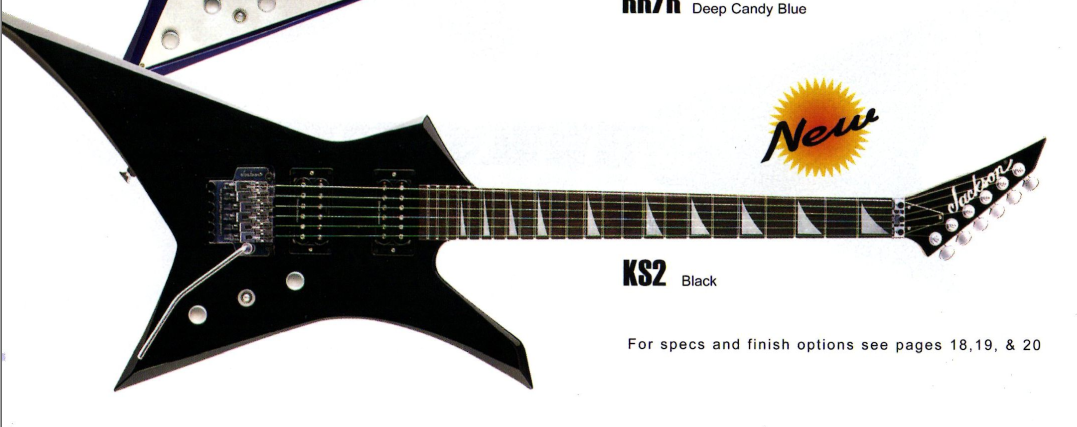 RR7R Deep Candy Blue
New
Jackson
KS2 Black
For specs and finish options see pages 18,19, & 20